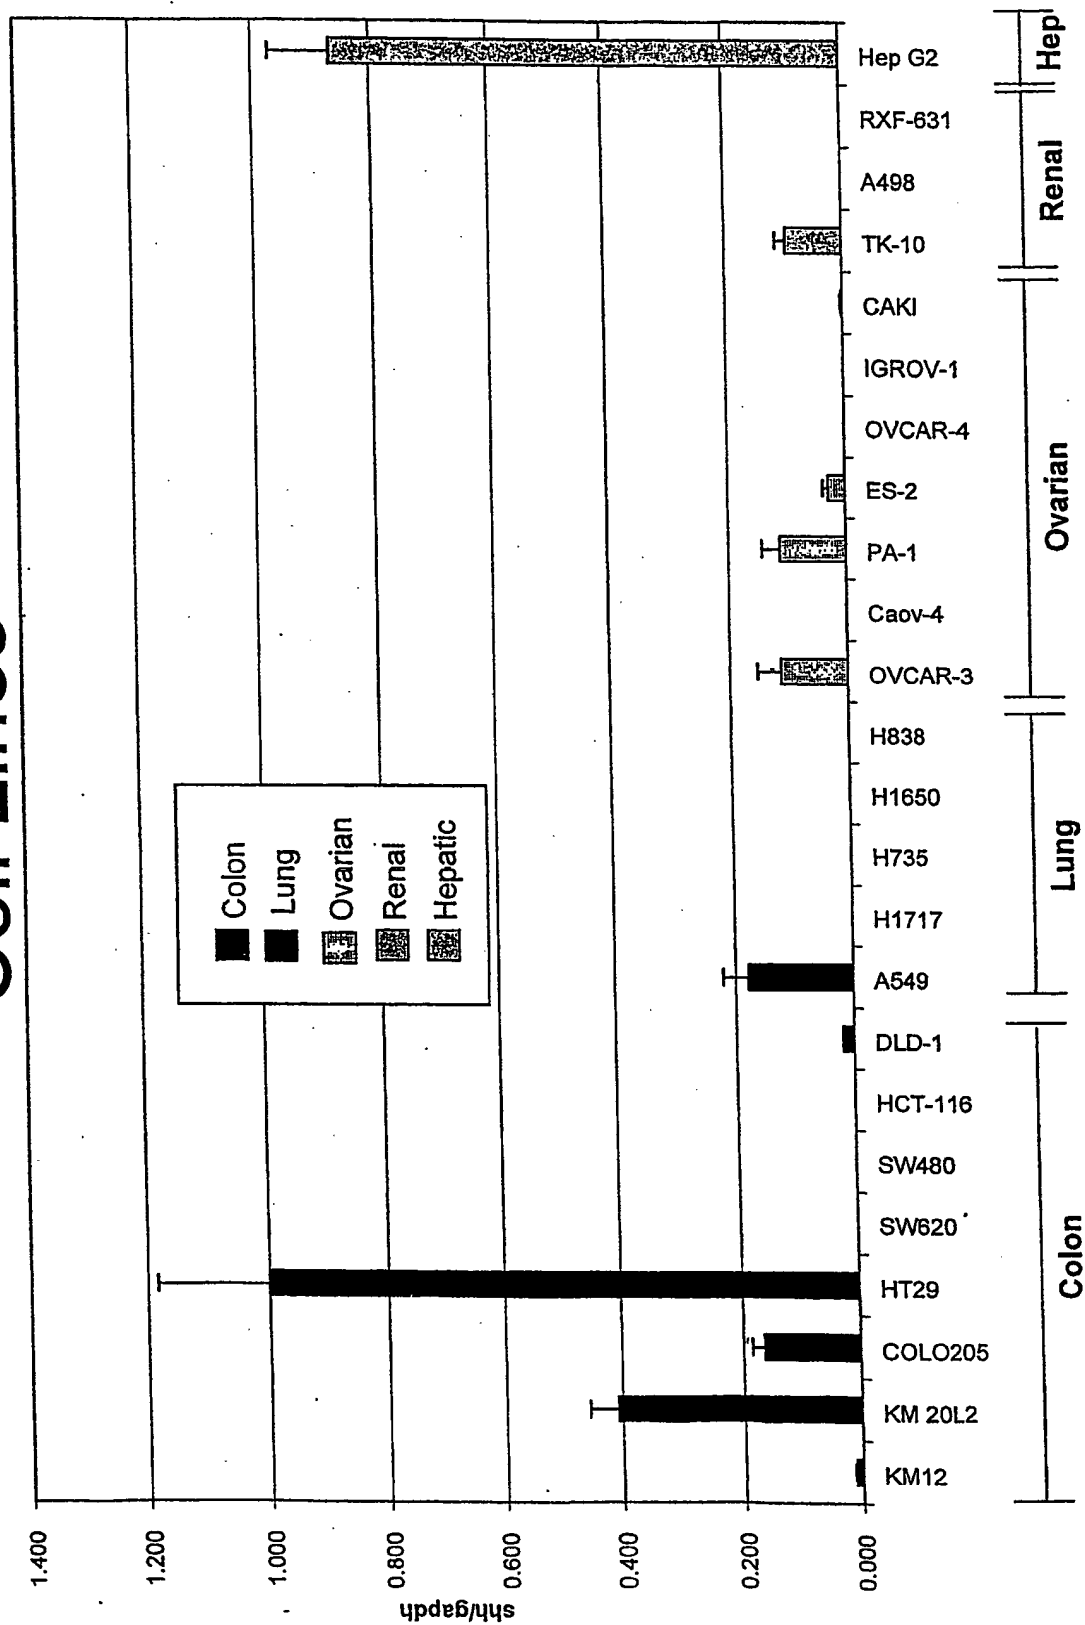 1.400
1.200
1.000
0.800
0.600
0.400
0.200
0.000
shh/gapdh
Colon
Lung
Ovarian
Renal
Hepatic
KM12
KM 20L2
COLO205
HT29
SW620
SW480
HCT-116
DLD-1
A549
H1717
H735
H1650
H838
OVCAR-3
Caov-4
PA-1
ES-2
OVCAR-4
IGROV-1
CAKI
TK-10
A498
RXF-631
Hep G2
Colon
Lung
Ovarian
Renal
Hep